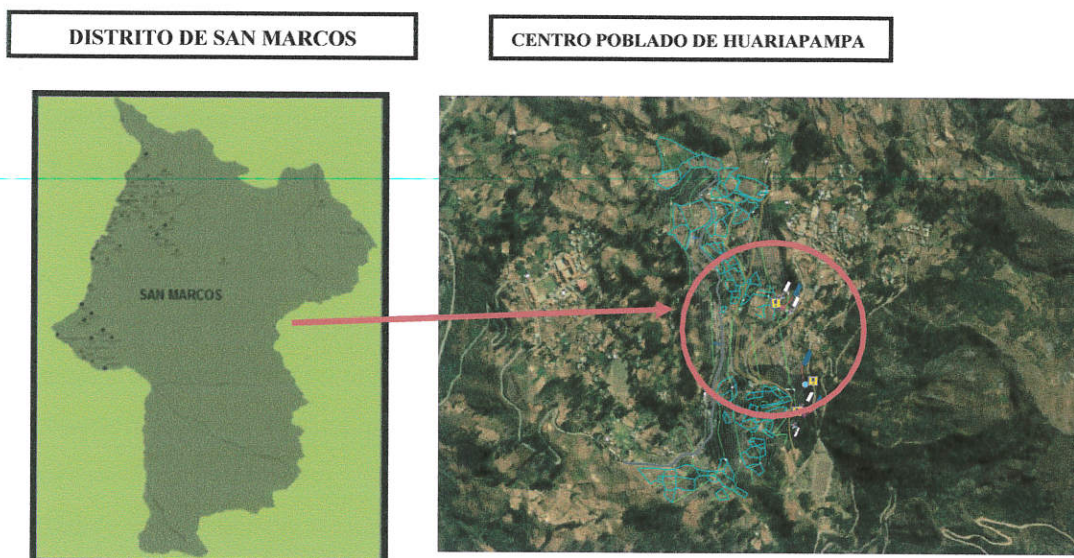 DISTRITO DE SAN MARCOS
CENTRO POBLADO DE HUARIAPAMPA
SAN MARCOS